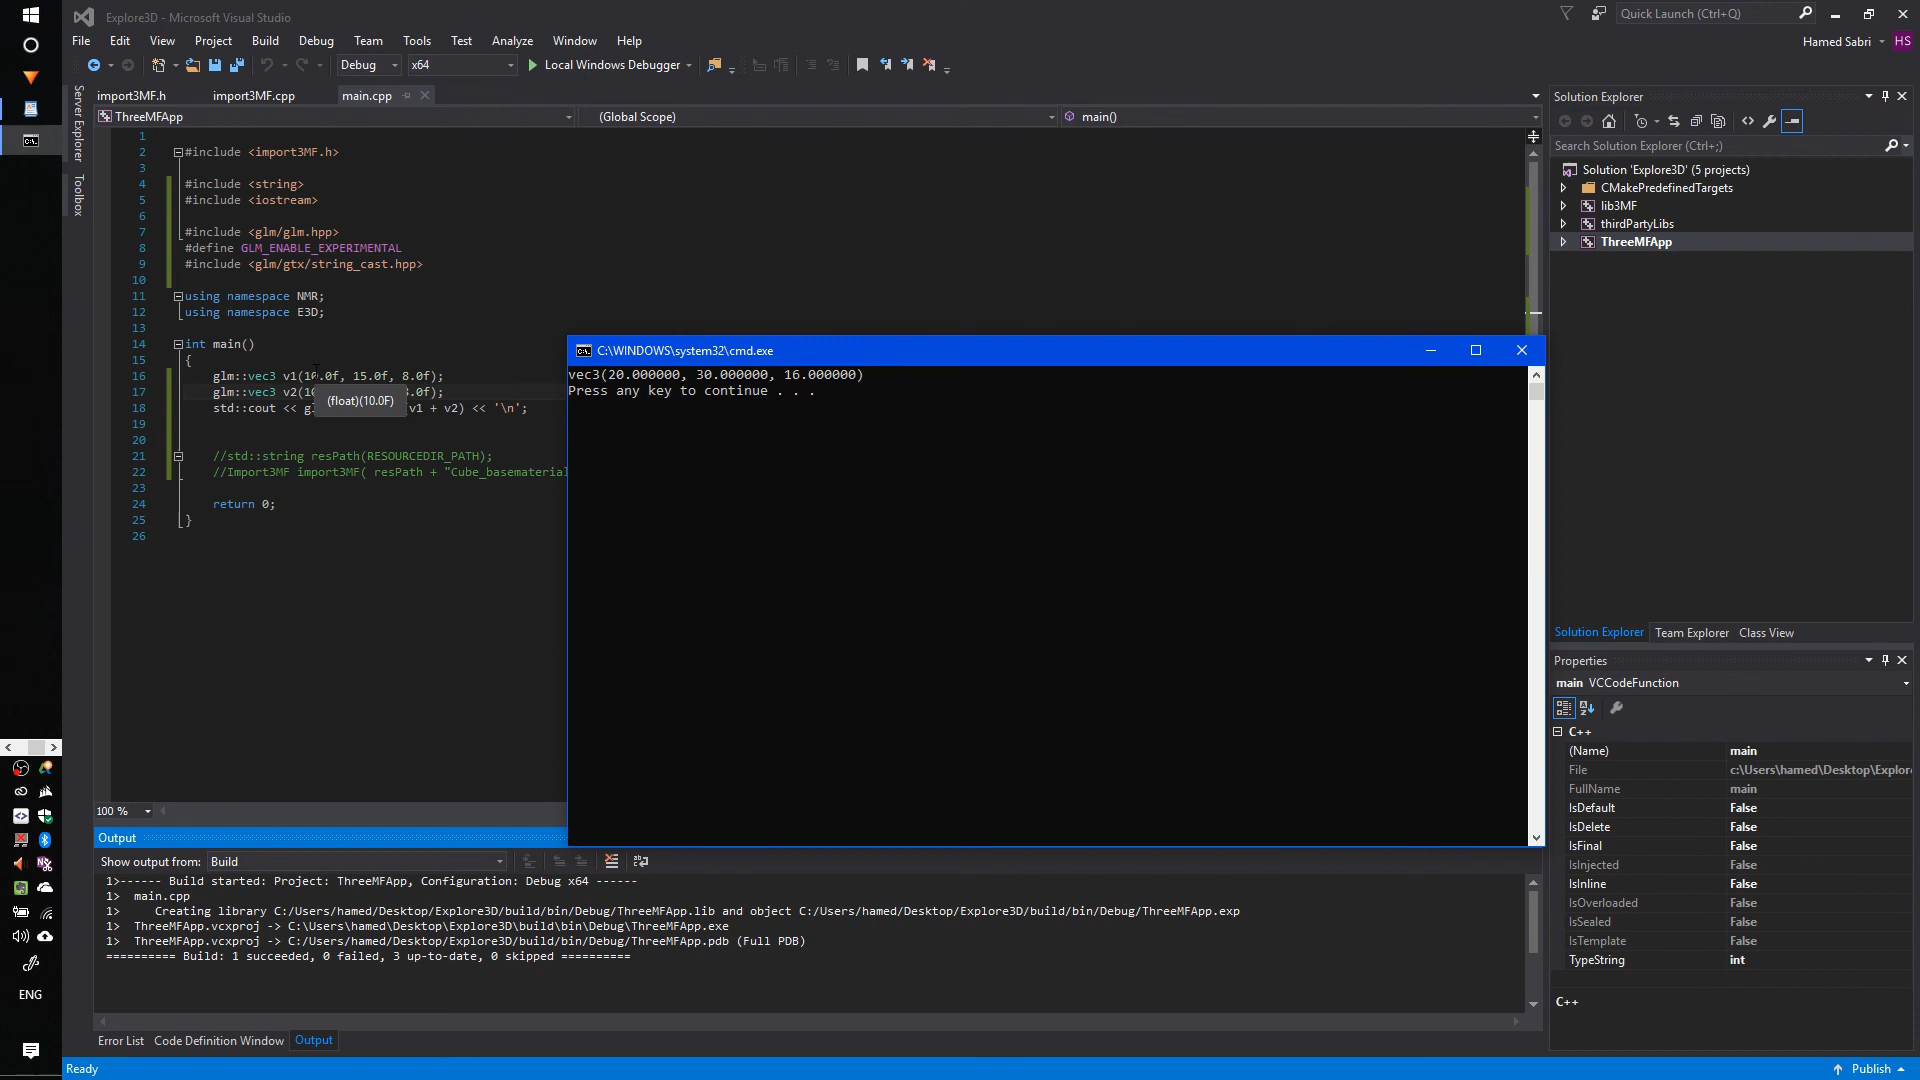 Explore3D - Microsoft Visual Studio
Quick Launch (Ctrl+Q)
File Edit View Project Build Debug Team Tools Test Analyze Window Help
Hamed Sabri HS
Debug x64 Local Windows Debugger
Server Explorer
Toolbox
import3MF.h import3MF.cpp main.cpp
ThreeMFApp (Global Scope) main()
1
2 #include <import3MF.h>
3
4 #include <string>
5 #include <iostream>
6
7 #include <glm/glm.hpp>
8 #define GLM_ENABLE_EXPERIMENTAL
9 #include <glm/gtx/string_cast.hpp>
10
11 using namespace NMR;
12 using namespace E3D;
13
14 int main()
15 {
16 glm::vec3 v1(10.0f, 15.0f, 8.0f);
17 glm::vec3 v2(10 .0f);
(float)(10.0F)
18 std::cout << gl (v1 + v2) << '\n';
19
20
21 //std::string resPath(RESOURCEDIR_PATH);
22 //Import3MF import3MF( resPath + "Cube_basematerial
23
24 return 0;
25 }
26
C:\WINDOWS\system32\cmd.exe
vec3(20.000000, 30.000000, 16.000000)
Press any key to continue . . .
100 %
Output
Show output from: Build
1>------ Build started: Project: ThreeMFApp, Configuration: Debug x64 ------
1> main.cpp
1> Creating library C:/Users/hamed/Desktop/Explore3D/build/bin/Debug/ThreeMFApp.lib and object C:/Users/hamed/Desktop/Explore3D/build/bin/Debug/ThreeMFApp.exp
1> ThreeMFApp.vcxproj -> C:\Users\hamed\Desktop\Explore3D\build\bin\Debug\ThreeMFApp.exe
1> ThreeMFApp.vcxproj -> C:/Users/hamed/Desktop/Explore3D/build/bin/Debug/ThreeMFApp.pdb (Full PDB)
========== Build: 1 succeeded, 0 failed, 3 up-to-date, 0 skipped ==========
Error List Code Definition Window Output
Solution Explorer
Search Solution Explorer (Ctrl+;)
Solution 'Explore3D' (5 projects)
CMakePredefinedTargets
lib3MF
thirdPartyLibs
ThreeMFApp
Solution Explorer Team Explorer Class View
Properties
main VCCodeFunction
C++
(Name) main
File c:\Users\hamed\Desktop\Explor
FullName main
IsDefault False
IsDelete False
IsFinal False
IsInjected False
IsInline False
IsOverloaded False
IsSealed False
IsTemplate False
TypeString int
C++
ENG
Ready
Publish